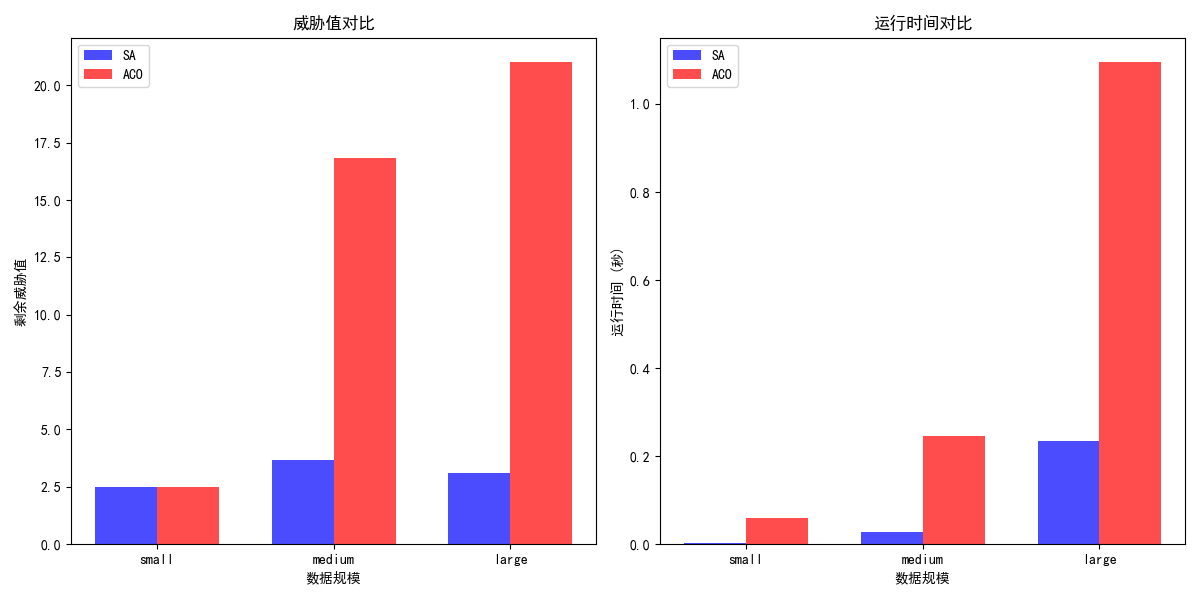 威胁值对比
SA
ACO
20.0
17.5
15.0
12.5
10.0
7.5
5.0
2.5
0.0
剩余威胁值
small medium large
数据规模
运行时间对比
SA
ACO
1.0
0.8
0.6
0.4
0.2
0.0
运行时间 (秒)
small medium large
数据规模